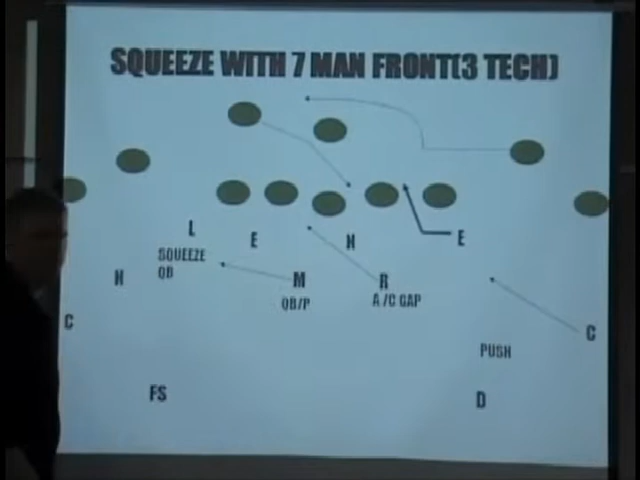 SQUEEZE WITH 7 MAN FRONT(3 TECH)
L
E
N
E
SQUEEZE
QB
N
M
R
QB/P
A /C GAP
C
C
PUSH
FS
D